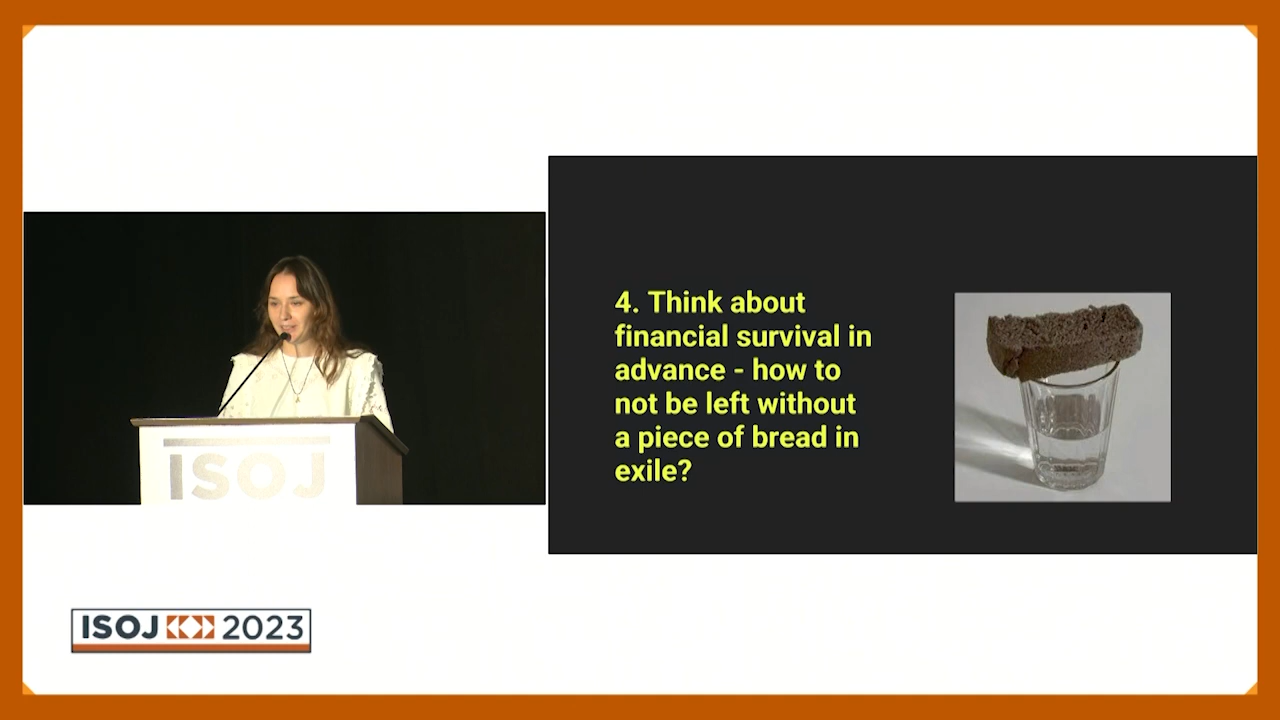 4. Think about
financial survival in
advance - how to
not be left without
a piece of bread in
exile?
ISOJ
ISOJ 2023